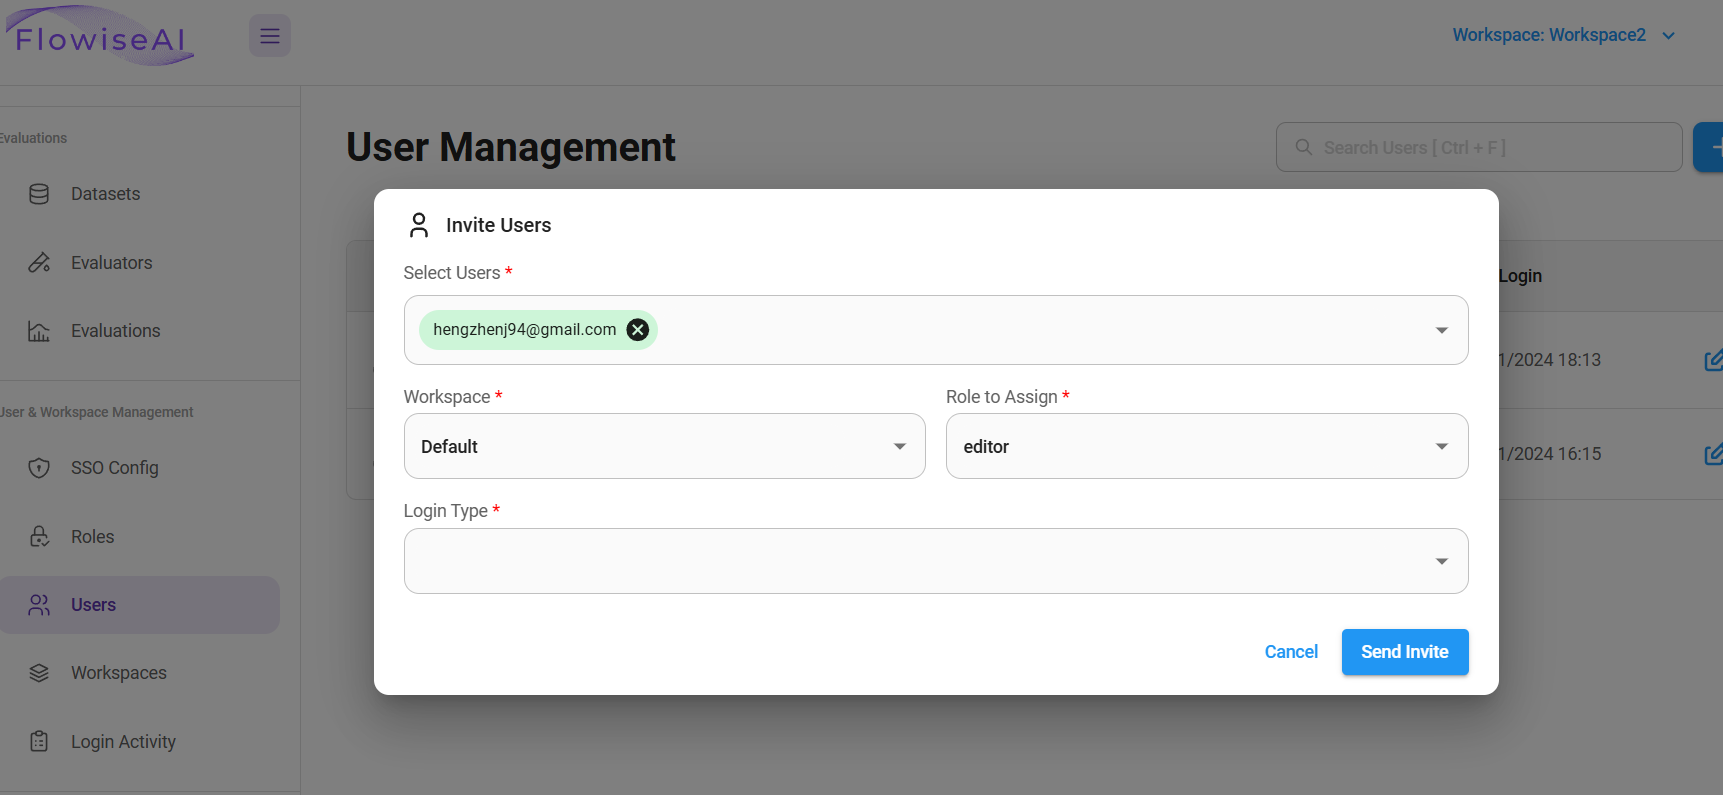 FlowiseAI
Workspace: Workspace2
Evaluations
User Management
Search Users [ Ctrl + F ]
Datasets
Invite Users
Evaluators
Select Users *
Login
hengzhenj94@gmail.com
Evaluations
1/2024 18:13
Workspace *
Role to Assign *
User & Workspace Management
Default
editor
1/2024 16:15
SSO Config
Login Type *
Roles
Users
Cancel
Send Invite
Workspaces
Login Activity